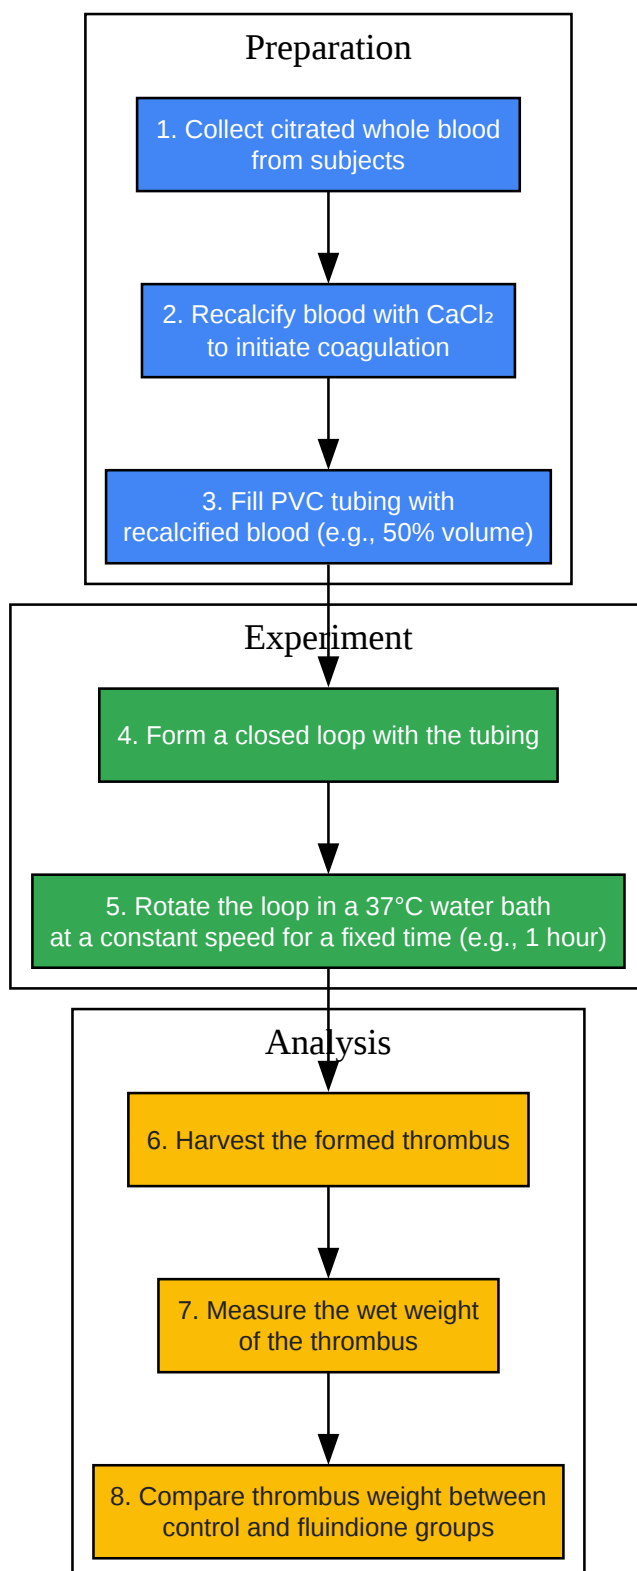 Preparation
1. Collect citrated whole blood
from subjects
2. Recalcify blood with CaCl₂
to initiate coagulation
3. Fill PVC tubing with
recalcified blood (e.g., 50% volume)
Experiment
4. Form a closed loop with the tubing
5. Rotate the loop in a 37°C water bath
at a constant speed for a fixed time (e.g., 1 hour)
Analysis
6. Harvest the formed thrombus
7. Measure the wet weight
of the thrombus
8. Compare thrombus weight between
control and fluindione groups